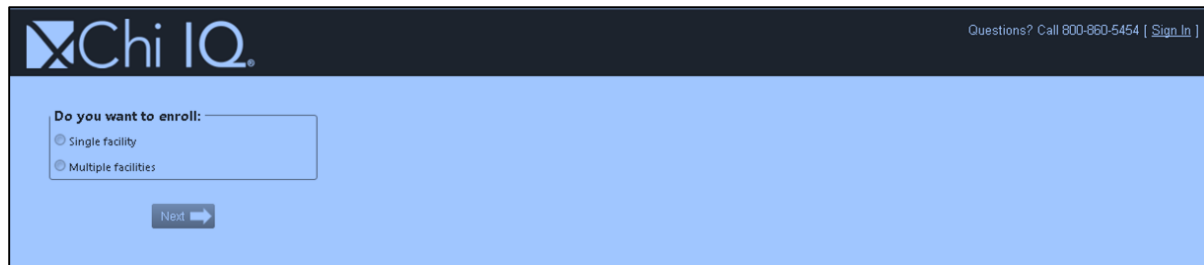 Chi IQ®
Questions? Call 800-860-5454 [ Sign In ]
Do you want to enroll:
Single facility
Multiple facilities
Next